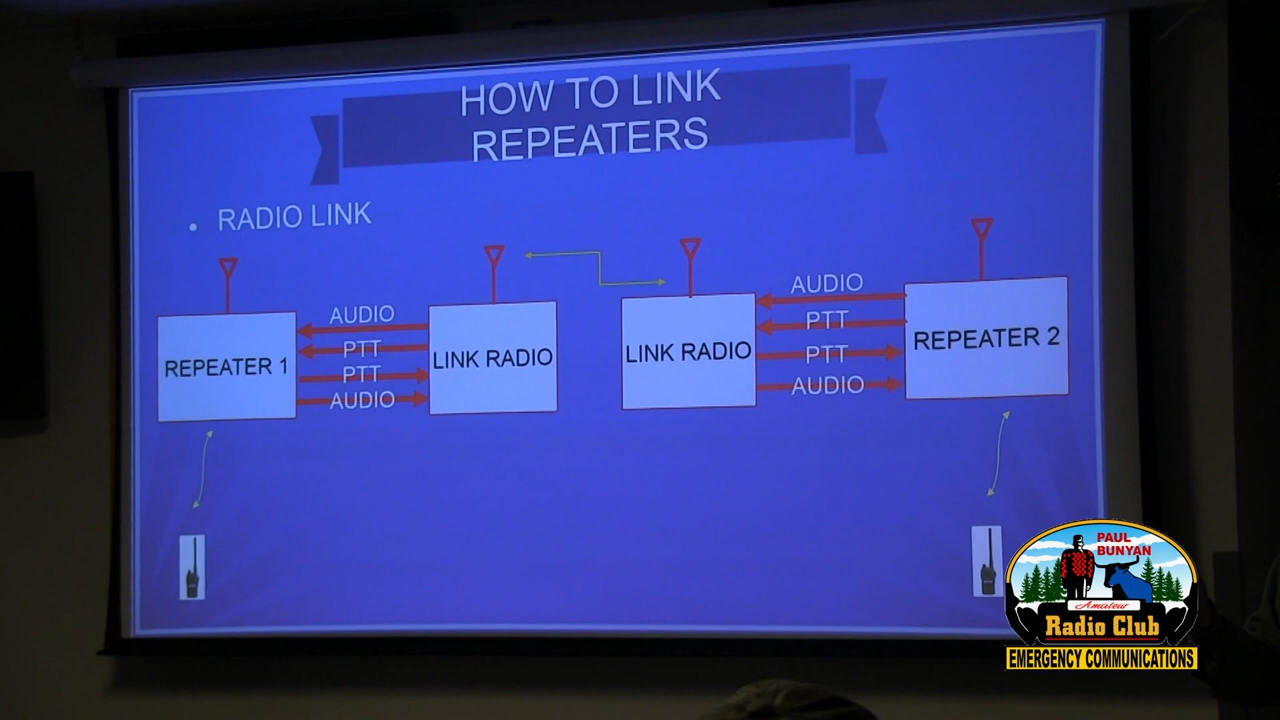 HOW TO LINK
REPEATERS
• RADIO LINK
REPEATER 1
AUDIO
PTT
PTT
AUDIO
LINK RADIO
LINK RADIO
AUDIO
PTT
PTT
AUDIO
REPEATER 2
PAUL
BUNYAN
Amateur
Radio Club
EMERGENCY COMMUNICATIONS